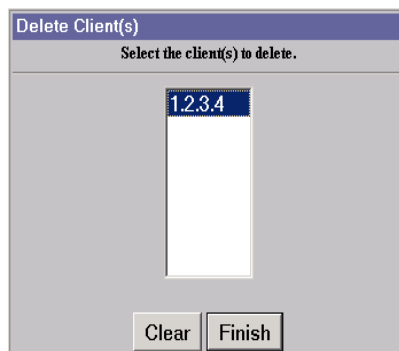 Delete Client(s)
Select the client(s) to delete.
1.2.3.4
Clear Finish